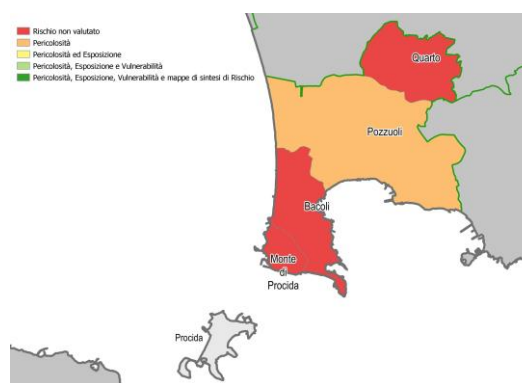 Rischio non valutato
Pericolosità
Pericolosità ed Esposizione
Pericolosità, Esposizione e Vulnerabilità
Pericolosità, Esposizione, Vulnerabilità e mappe di sintesi di Rischio
Quarto
Pozzuoli
Bacoli
Monte
di
Procida
Procida